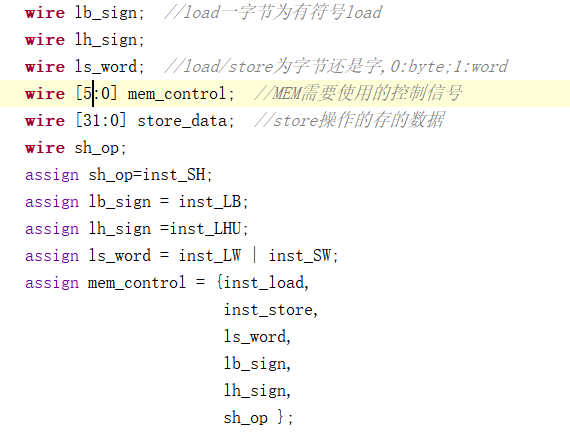 wire lb_sign;  //load一字节为有符号load
wire lh_sign;
wire ls_word;  //load/store为字节还是字,0:byte;1:word
wire [5:0] mem_control;  //MEM需要使用的控制信号
wire [31:0] store_data;  //store操作的存的数据
wire sh_op;
assign sh_op=inst_SH;
assign lb_sign = inst_LB;
assign lh_sign =inst_LHU;
assign ls_word = inst_LW | inst_SW;
assign mem_control = {inst_load,
inst_store,
ls_word,
lb_sign,
lh_sign,
sh_op };